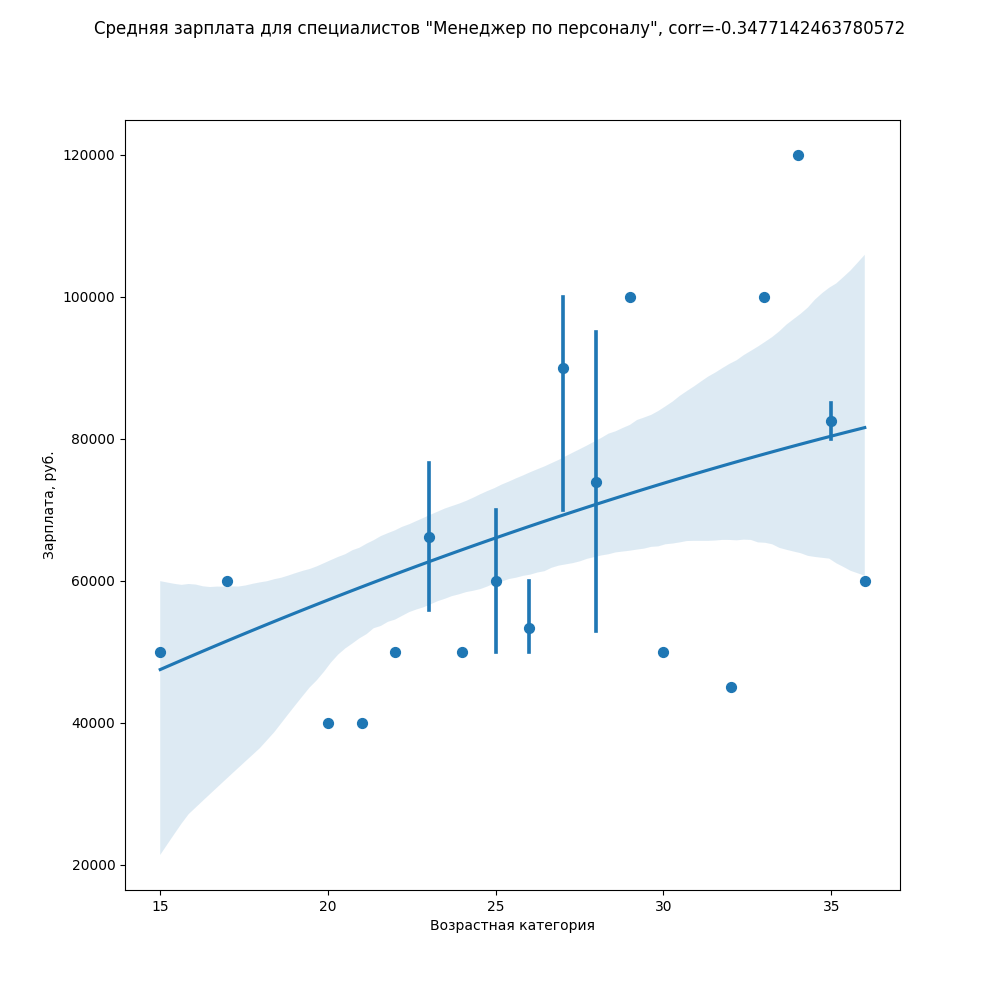 Средняя зарплата для специалистов "Менеджер по персоналу", corr=-0.3477142463780572
120000
100000
80000
60000
40000
20000
Зарплата, руб.
15 20 25 30 35
Возрастная категория